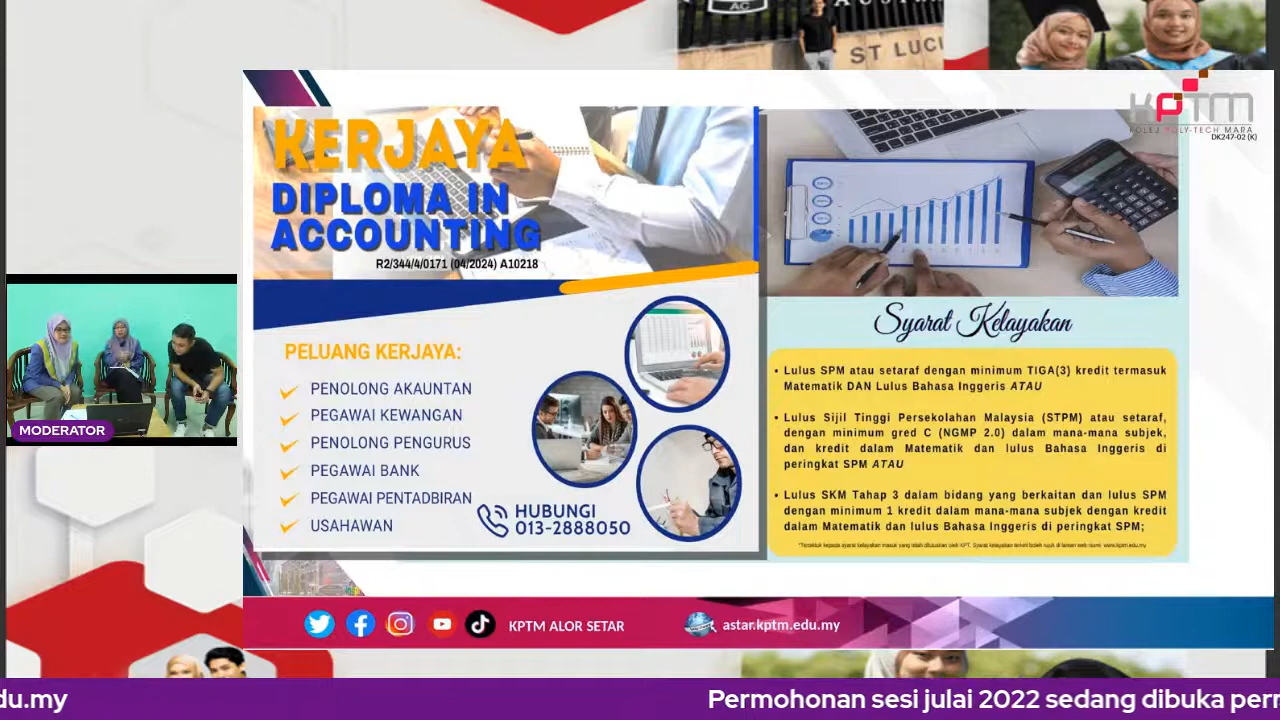 AC
ST LUCI
KPTM
KOLEJ POLY-TECH MARA
DK247-02 (K)
KERJAYA
DIPLOMA IN
ACCOUNTING
R2/344/4/0171 (04/2024) A10218
PELUANG KERJAYA:
PENOLONG AKAUNTAN
PEGAWAI KEWANGAN
PENOLONG PENGURUS
PEGAWAI BANK
PEGAWAI PENTADBIRAN
USAHAWAN
HUBUNGI
013-2888050
Syarat Kelayakan
• Lulus SPM atau setaraf dengan minimum TIGA(3) kredit termasuk
Matematik DAN Lulus Bahasa Inggeris ATAU
• Lulus Sijil Tinggi Persekolahan Malaysia (STPM) atau setaraf,
dengan minimum gred C (NGMP 2.0) dalam mana-mana subjek,
dan kredit dalam Matematik dan lulus Bahasa Inggeris di
peringkat SPM ATAU
• Lulus SKM Tahap 3 dalam bidang yang berkaitan dan lulus SPM
dengan minimum 1 kredit dalam mana-mana subjek dengan kredit
dalam Matematik dan lulus Bahasa Inggeris di peringkat SPM;
MODERATOR
KPTM ALOR SETAR
astar.kptm.edu.my
du.my
Permohonan sesi julai 2022 sedang dibuka